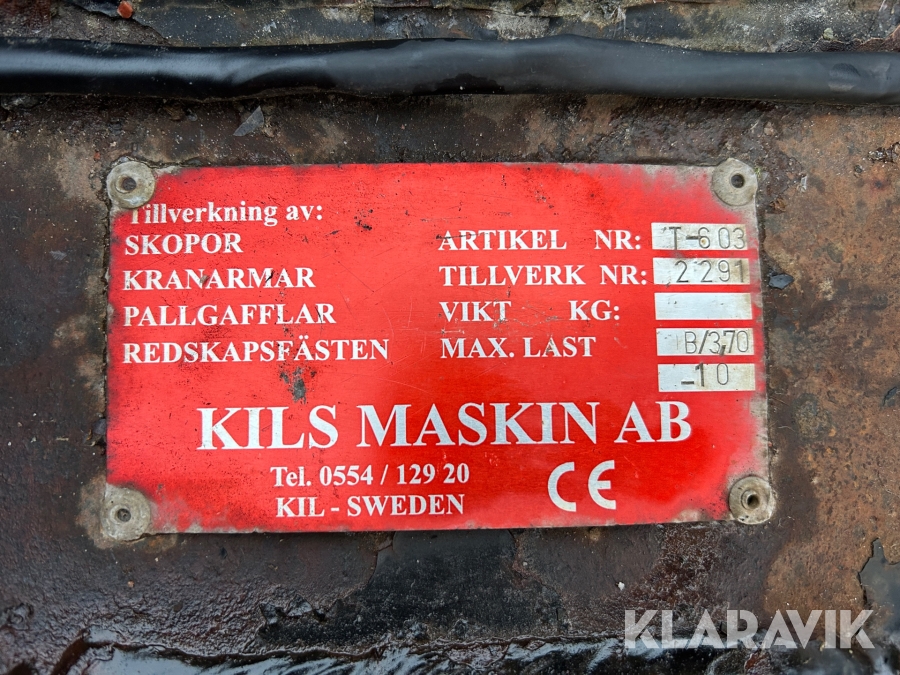 Tillverkning av:
SKOPOR
KRANARMAR
PALLGAFFLAR
REDSKAPSFÄSTEN
ARTIKEL NR: T-603
TILLVERK NR: 2291
VIKT KG:
MAX. LAST B/370
-10
KILS MASKIN AB
Tel. 0554 / 129 20
KIL - SWEDEN
CE
KLARAVIK